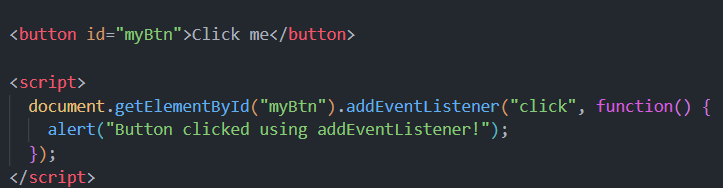 <button id="myBtn">Click me</button>
<script>
document.getElementById("myBtn").addEventListener("click", function() {
alert("Button clicked using addEventListener!");
});
</script>